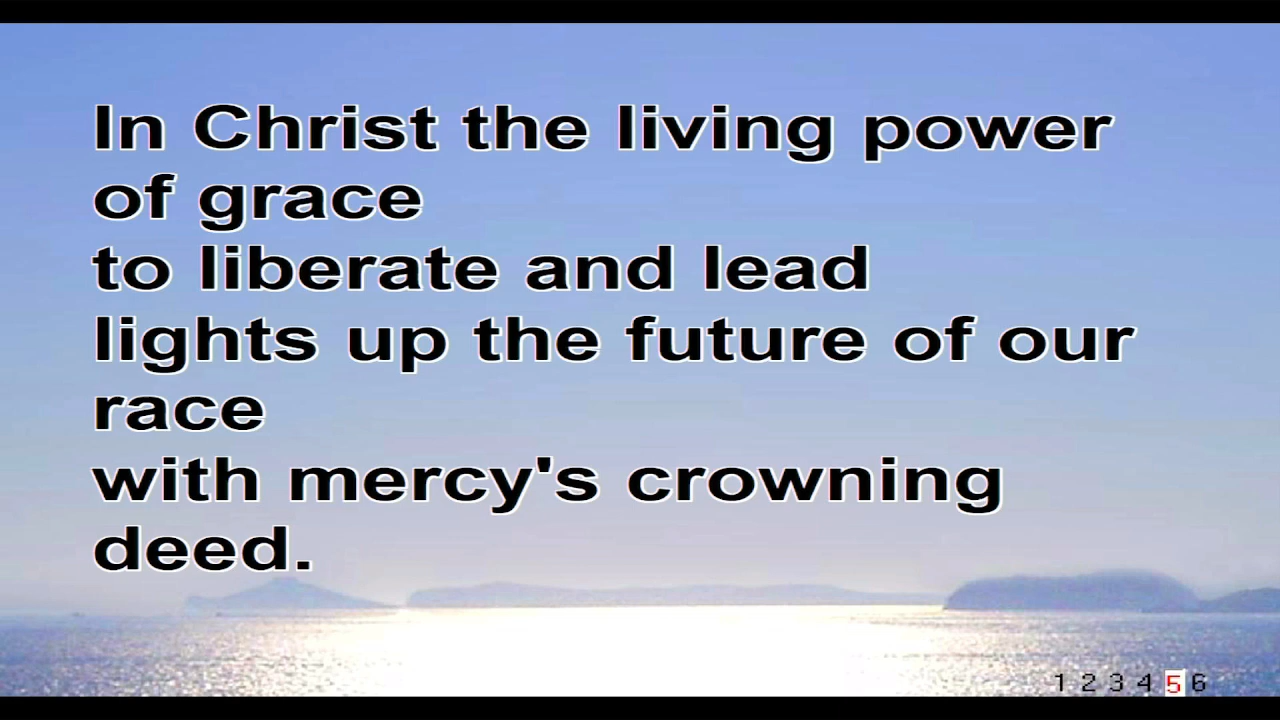 In Christ the living power
of grace
to liberate and lead
lights up the future of our
race
with mercy's crowning
deed.
1 2 3 4 5 6